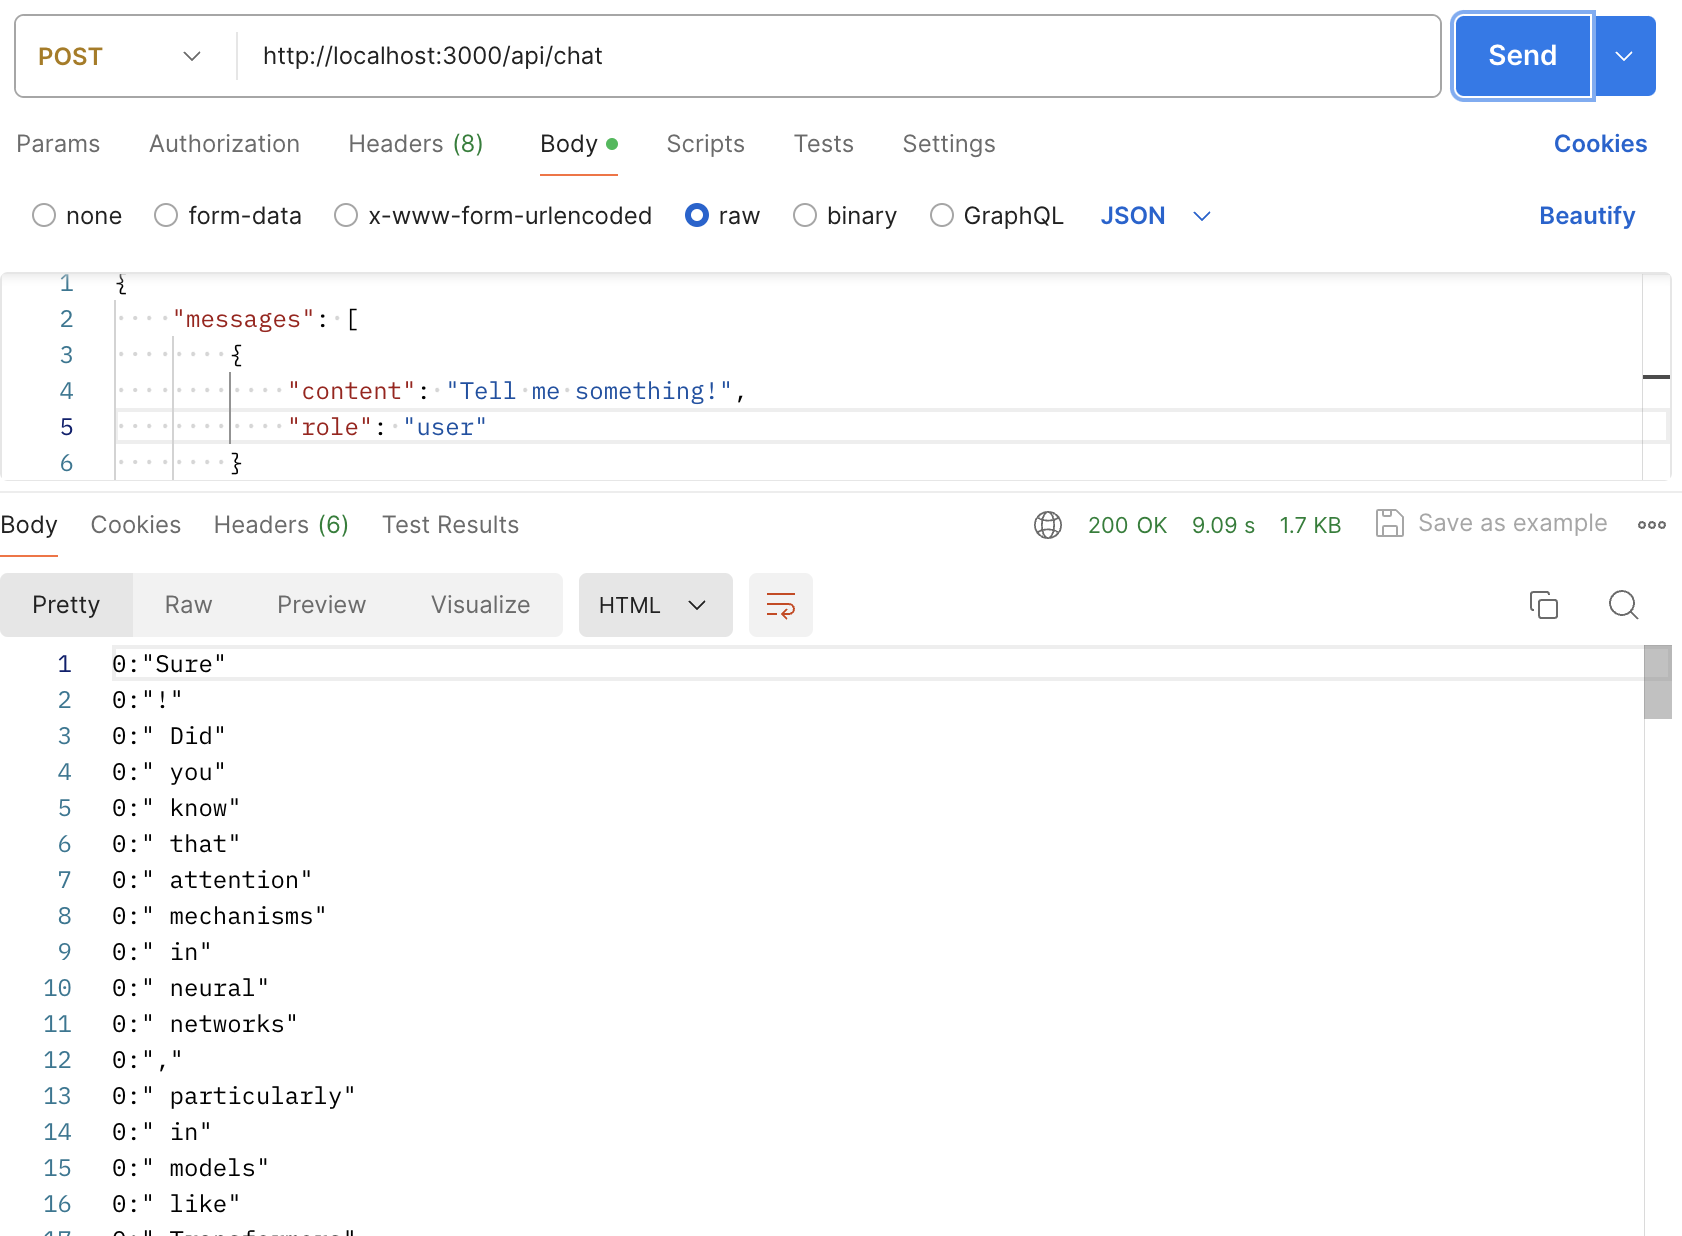 POST http://localhost:3000/api/chat Send
Params Authorization Headers (8) Body Scripts Tests Settings Cookies
none form-data x-www-form-urlencoded raw binary GraphQL JSON Beautify
1 {
2 "messages": [
3 {
4 "content": "Tell me something!",
5 "role": "user"
6 }
Body Cookies Headers (6) Test Results 200 OK 9.09 s 1.7 KB Save as example
Pretty Raw Preview Visualize HTML
1 0:"Sure"
2 0:"!"
3 0:" Did"
4 0:" you"
5 0:" know"
6 0:" that"
7 0:" attention"
8 0:" mechanisms"
9 0:" in"
10 0:" neural"
11 0:" networks"
12 0:","
13 0:" particularly"
14 0:" in"
15 0:" models"
16 0:" like"
17 0:" Transformers"